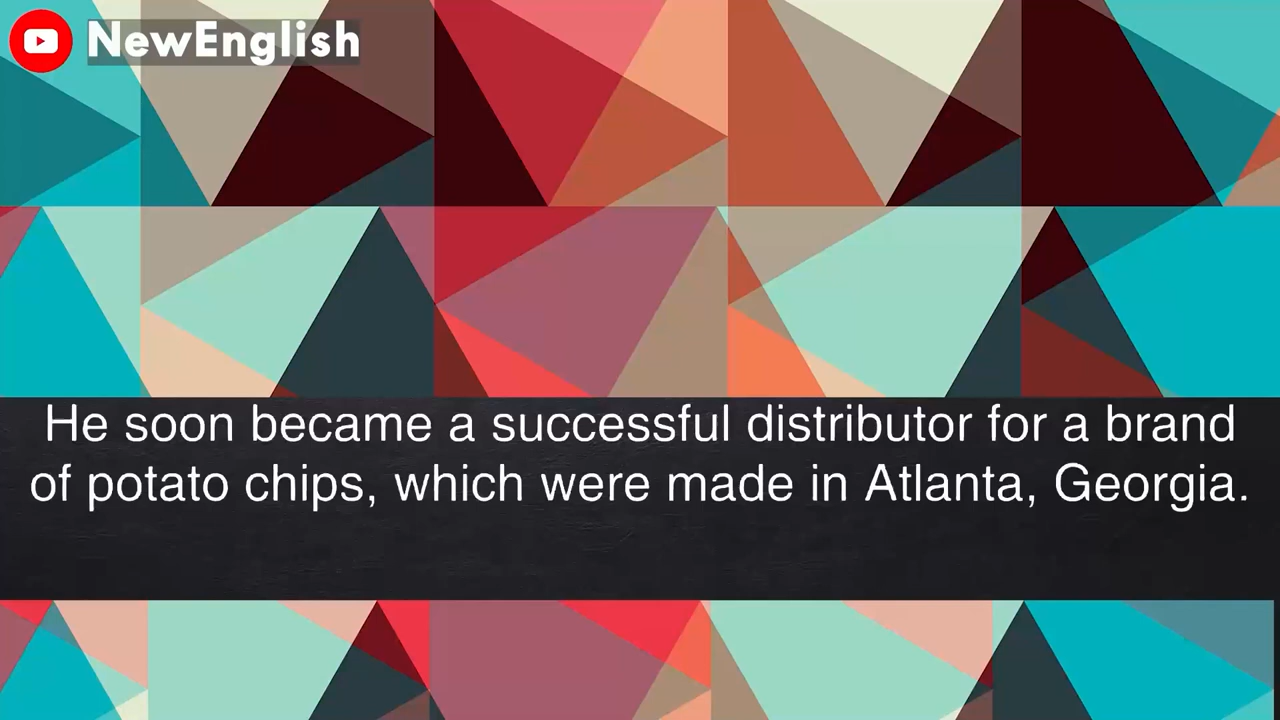 NewEnglish
He soon became a successful distributor for a brand
of potato chips, which were made in Atlanta, Georgia.